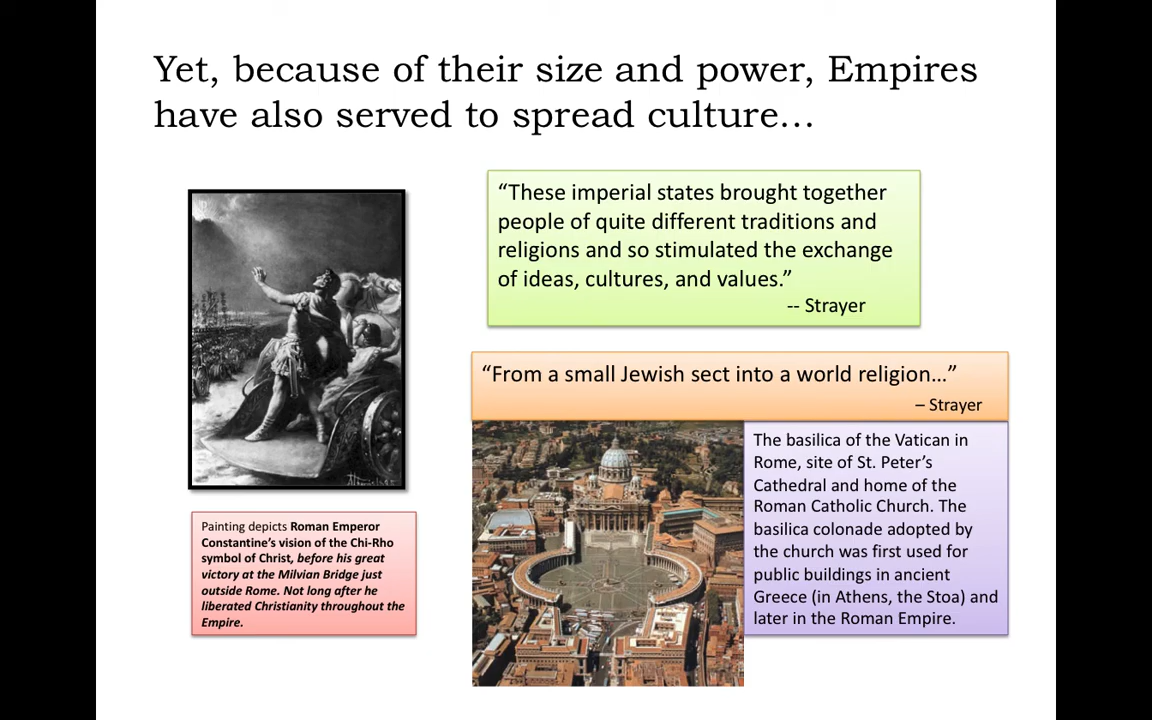 Yet, because of their size and power, Empires
have also served to spread culture…
“These imperial states brought together
people of quite different traditions and
religions and so stimulated the exchange
of ideas, cultures, and values.”
-- Strayer
“From a small Jewish sect into a world religion…”
– Strayer
The basilica of the Vatican in
Rome, site of St. Peter’s
Cathedral and home of the
Roman Catholic Church. The
basilica colonade adopted by
the church was first used for
public buildings in ancient
Greece (in Athens, the Stoa) and
later in the Roman Empire.
Painting depicts Roman Emperor
Constantine’s vision of the Chi-Rho
symbol of Christ, before his great
victory at the Milvian Bridge just
outside Rome. Not long after he
liberated Christianity throughout the
Empire.